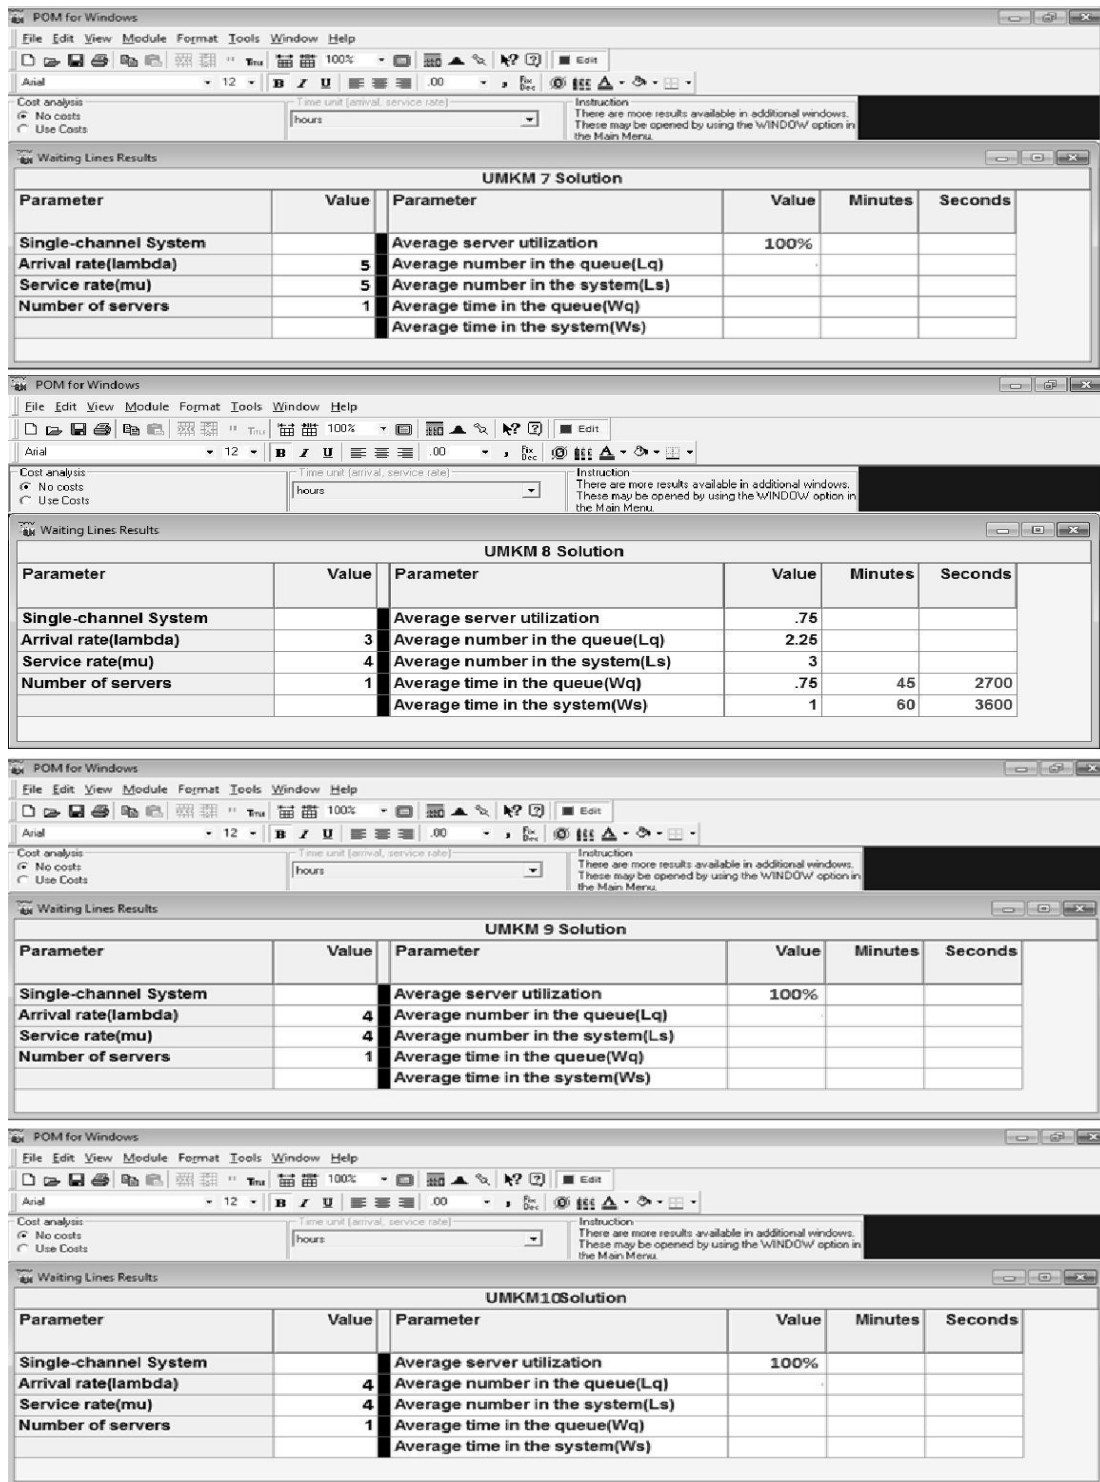 POM for Windows
File Edit View Module Format Tools Window Help
Title 100% Edit
Arial 12 B I U .00 , Fix Dec A
Cost analysis Time unit (arrival, service rate) Instruction
No costs hours There are more results available in additional windows.
Use Costs These may be opened by using the WINDOW option in
the Main Menu.
Waiting Lines Results
UMKM 7 Solution
Parameter Value Parameter Value Minutes Seconds
Single-channel System Average server utilization 100%
Arrival rate(lambda) 5 Average number in the queue(Lq)
Service rate(mu) 5 Average number in the system(Ls)
Number of servers 1 Average time in the queue(Wq)
Average time in the system(Ws)
POM for Windows
File Edit View Module Format Tools Window Help
Title 100% Edit
Arial 12 B I U .00 , Fix Dec A
Cost analysis Time unit (arrival, service rate) Instruction
No costs hours There are more results available in additional windows.
Use Costs These may be opened by using the WINDOW option in
the Main Menu.
Waiting Lines Results
UMKM 8 Solution
Parameter Value Parameter Value Minutes Seconds
Single-channel System Average server utilization .75
Arrival rate(lambda) 3 Average number in the queue(Lq) 2.25
Service rate(mu) 4 Average number in the system(Ls) 3
Number of servers 1 Average time in the queue(Wq) .75 45 2700
Average time in the system(Ws) 1 60 3600
POM for Windows
File Edit View Module Format Tools Window Help
Title 100% Edit
Arial 12 B I U .00 , Fix Dec A
Cost analysis Time unit (arrival, service rate) Instruction
No costs hours There are more results available in additional windows.
Use Costs These may be opened by using the WINDOW option in
the Main Menu.
Waiting Lines Results
UMKM 9 Solution
Parameter Value Parameter Value Minutes Seconds
Single-channel System Average server utilization 100%
Arrival rate(lambda) 4 Average number in the queue(Lq)
Service rate(mu) 4 Average number in the system(Ls)
Number of servers 1 Average time in the queue(Wq)
Average time in the system(Ws)
POM for Windows
File Edit View Module Format Tools Window Help
Title 100% Edit
Arial 12 B I U .00 , Fix Dec A
Cost analysis Time unit (arrival, service rate) Instruction
No costs hours There are more results available in additional windows.
Use Costs These may be opened by using the WINDOW option in
the Main Menu.
Waiting Lines Results
UMKM10Solution
Parameter Value Parameter Value Minutes Seconds
Single-channel System Average server utilization 100%
Arrival rate(lambda) 4 Average number in the queue(Lq)
Service rate(mu) 4 Average number in the system(Ls)
Number of servers 1 Average time in the queue(Wq)
Average time in the system(Ws)